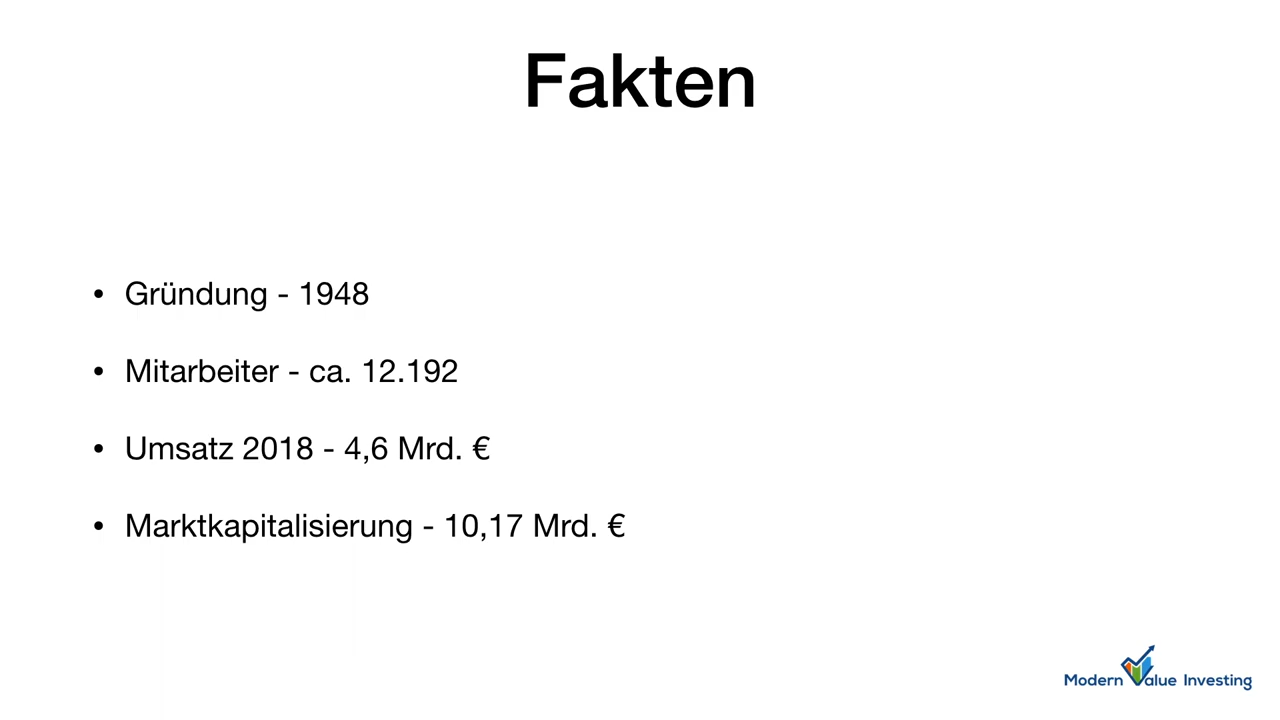 Fakten
• Gründung - 1948
• Mitarbeiter - ca. 12.192
• Umsatz 2018 - 4,6 Mrd. €
• Marktkapitalisierung - 10,17 Mrd. €
Modern Value Investing